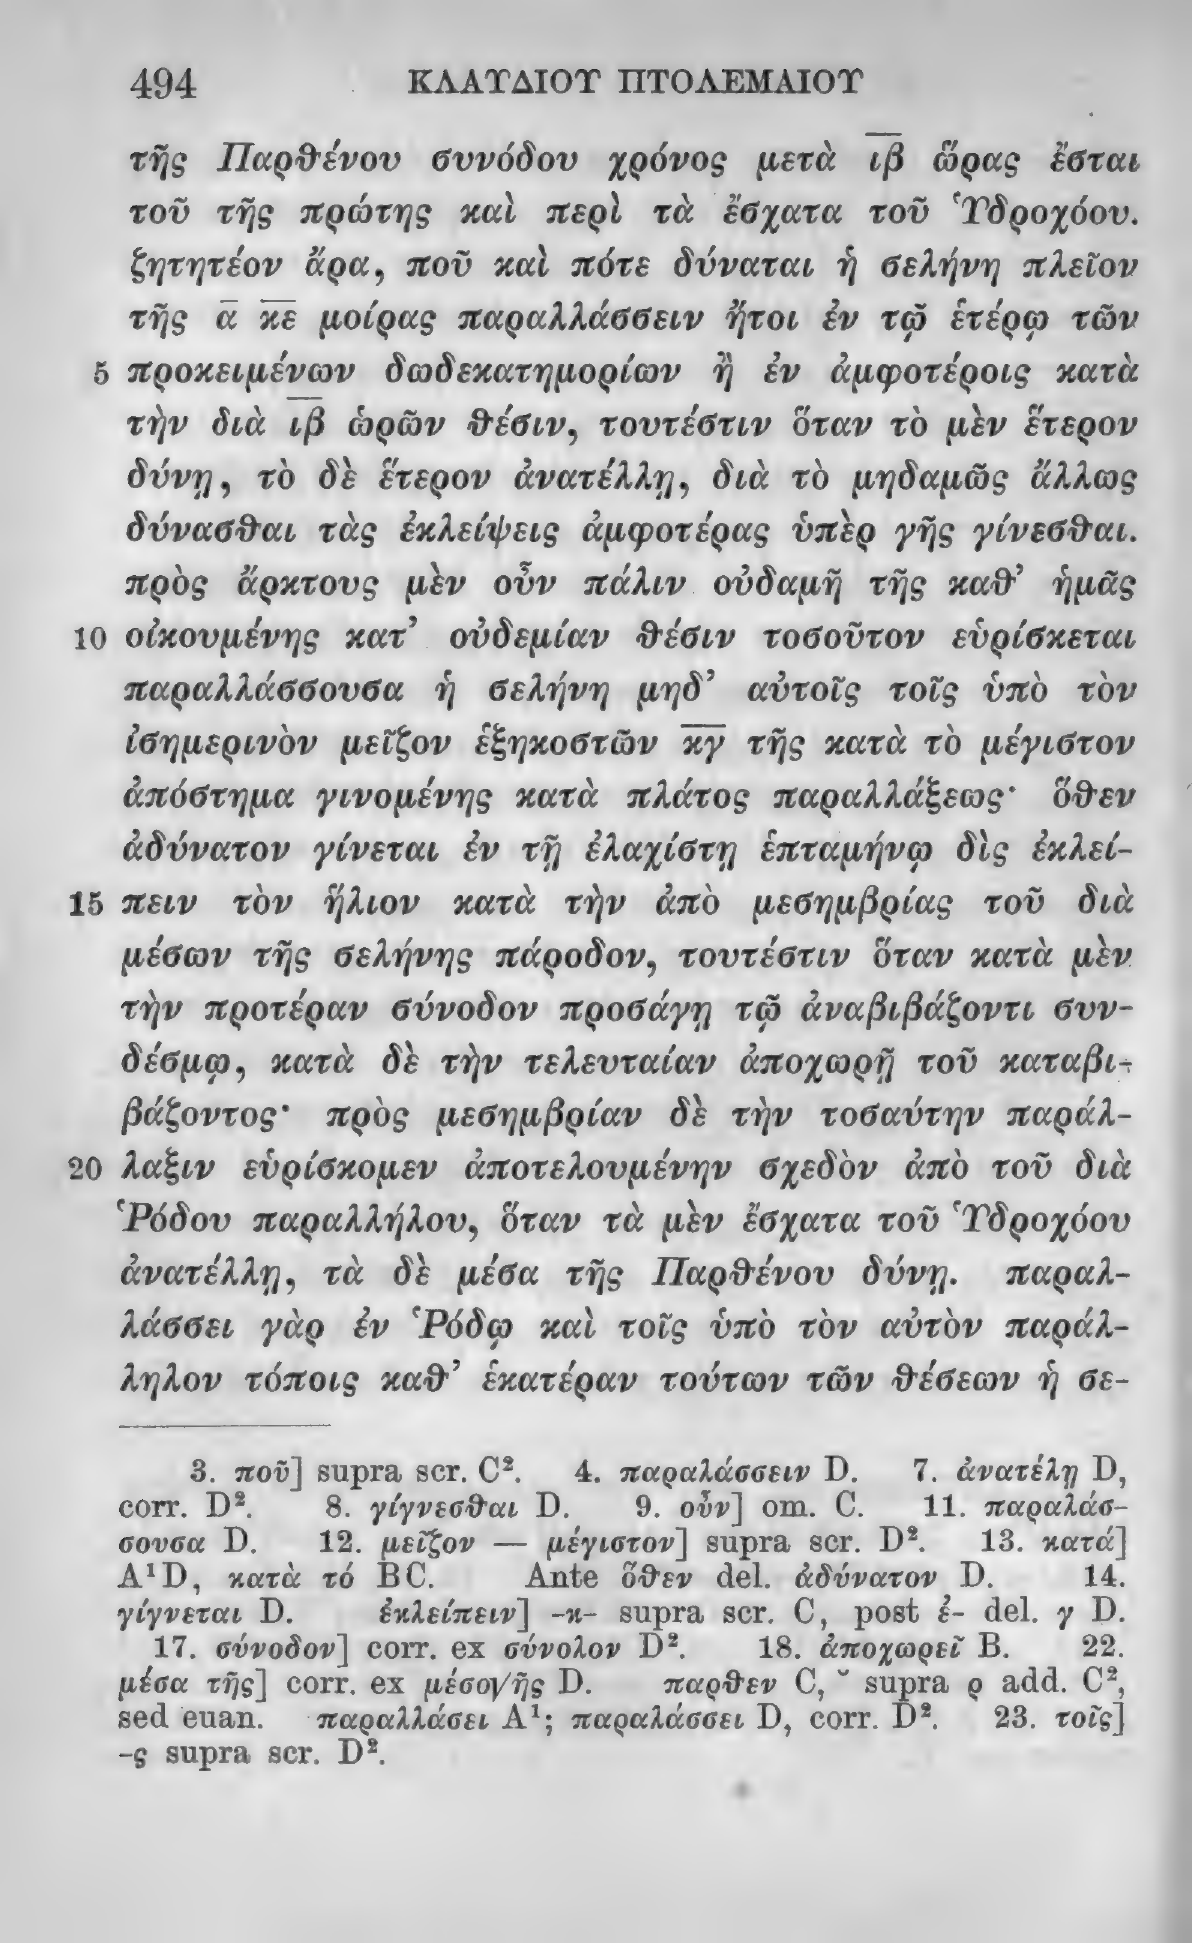 494 ΚΛΑΥΔΙΟΥ ΠΤΟΛΕΜΑΙΟΥ
τῆς Παρθένου συνόδου χρόνος μετὰ ι̅β̅ ὥρας ἔσται
τοῦ τῆς πρώτης καὶ περὶ τὰ ἔσχατα τοῦ Ὑδροχόου.
ζητητέον ἄρα, ποῦ καὶ πότε δύναται ἡ σελήνη πλεῖον
τῆς α̅ κ̅ε̅ μοίρας παραλλάσσειν ἤτοι ἐν τῷ ἑτέρῳ τῶν
5 προκειμένων δωδεκατημορίων ἢ ἐν ἀμφοτέροις κατὰ
τὴν διὰ ι̅β̅ ὡρῶν θέσιν, τουτέστιν ὅταν τὸ μὲν ἕτερον
δύνῃ, τὸ δὲ ἕτερον ἀνατέλλῃ, διὰ τὸ μηδαμῶς ἄλλως
δύνασθαι τὰς ἐκλείψεις ἀμφοτέρας ὑπὲρ γῆς γίνεσθαι.
πρὸς ἄρκτους μὲν οὖν πάλιν οὐδαμῆ τῆς καθ’ ἡμᾶς
10 οἰκουμένης κατ’ οὐδεμίαν θέσιν τοσοῦτον εὑρίσκεται
παραλλάσσουσα ἡ σελήνη μηδ’ αὐτοῖς τοῖς ὑπὸ τὸν
ἰσημερινὸν μεῖζον ἑξηκοστῶν κ̅γ̅ τῆς κατὰ τὸ μέγιστον
ἀπόστημα γινομένης κατὰ πλάτος παραλλάξεως· ὅθεν
ἀδύνατον γίνεται ἐν τῇ ἐλαχίστῃ ἑπταμήνῳ δὶς ἐκλεί-
15 πειν τὸν ἥλιον κατὰ τὴν ἀπὸ μεσημβρίας τοῦ διὰ
μέσων τῆς σελήνης πάροδον, τουτέστιν ὅταν κατὰ μὲν
τὴν προτέραν σύνοδον προσάγῃ τῷ ἀναβιβάζοντι συν-
δέσμῳ, κατὰ δὲ τὴν τελευταίαν ἀποχωρῇ τοῦ καταβι-
βάζοντος· πρὸς μεσημβρίαν δὲ τὴν τοσαύτην παράλ-
20 λαξιν εὑρίσκομεν ἀποτελουμένην σχεδὸν ἀπὸ τοῦ διὰ
Ῥόδου παραλλήλου, ὅταν τὰ μὲν ἔσχατα τοῦ Ὑδροχόου
ἀνατέλλῃ, τὰ δὲ μέσα τῆς Παρθένου δύνῃ. παραλ-
λάσσει γὰρ ἐν Ῥόδῳ καὶ τοῖς ὑπὸ τὸν αὐτὸν παράλ-
ληλον τόποις καθ’ ἑκατέραν τούτων τῶν θέσεων ἡ σε-
3. ποῦ] supra scr. C². 4. παραλάσσειν D. 7. ἀνατέλῃ D,
corr. D². 8. γίγνεσθαι D. 9. οὖν] om. C. 11. παραλάσ-
σουσα D. 12. μεῖζον — μέγιστον] supra scr. D². 13. κατά]
A¹D, κατὰ τό BC. Ante ὅθεν del. ἀδύνατον D. 14.
γίγνεται D. ἐκλείπειν] -κ- supra scr. C, post ἐ- del. γ D.
17. σύνοδον] corr. ex σύνολον D². 18. ἀποχωρεῖ B. 22.
μέσα τῆς] corr. ex μέσογῆς D. παρθεν C, ˘ supra ρ add. C²,
sed euan. παραλλάσει A¹; παραλάσσει D, corr. D². 23. τοῖς]
-ς supra scr. D².